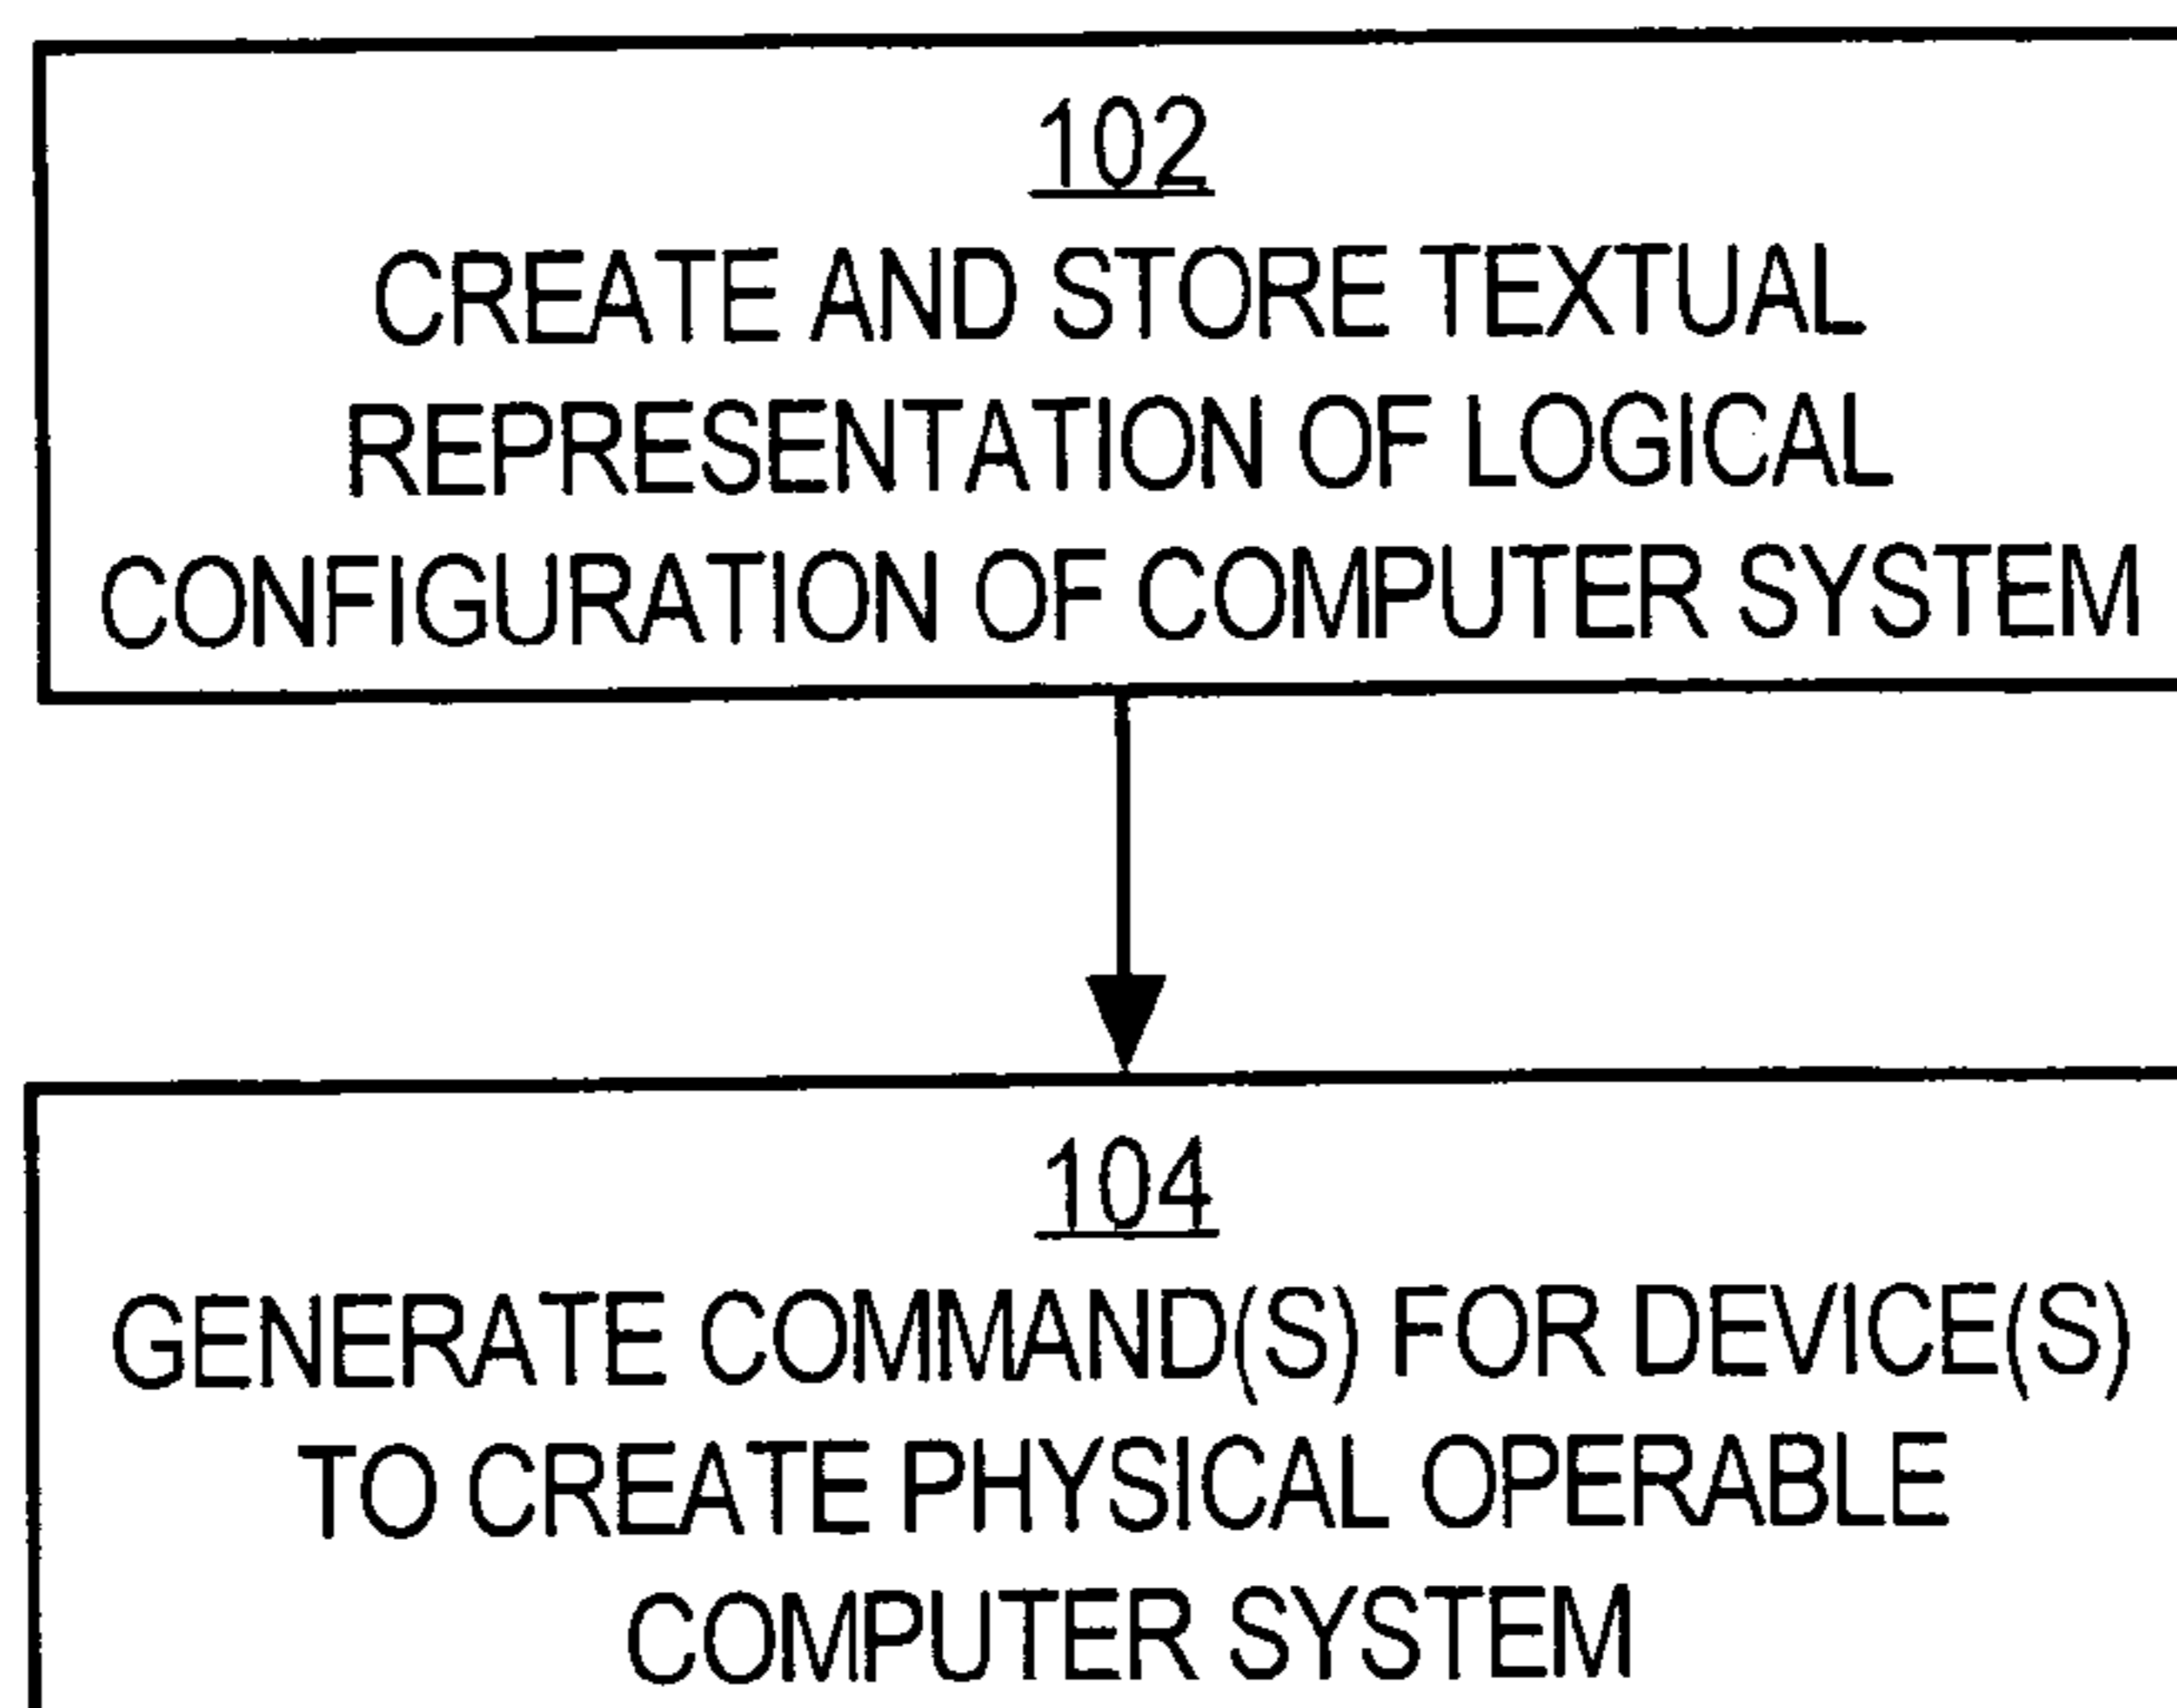 102
CREATE AND STORE TEXTUAL
REPRESENTATION OF LOGICAL
CONFIGURATION OF COMPUTER SYSTEM
104
GENERATE COMMAND(S) FOR DEVICE(S)
TO CREATE PHYSICAL OPERABLE
COMPUTER SYSTEM